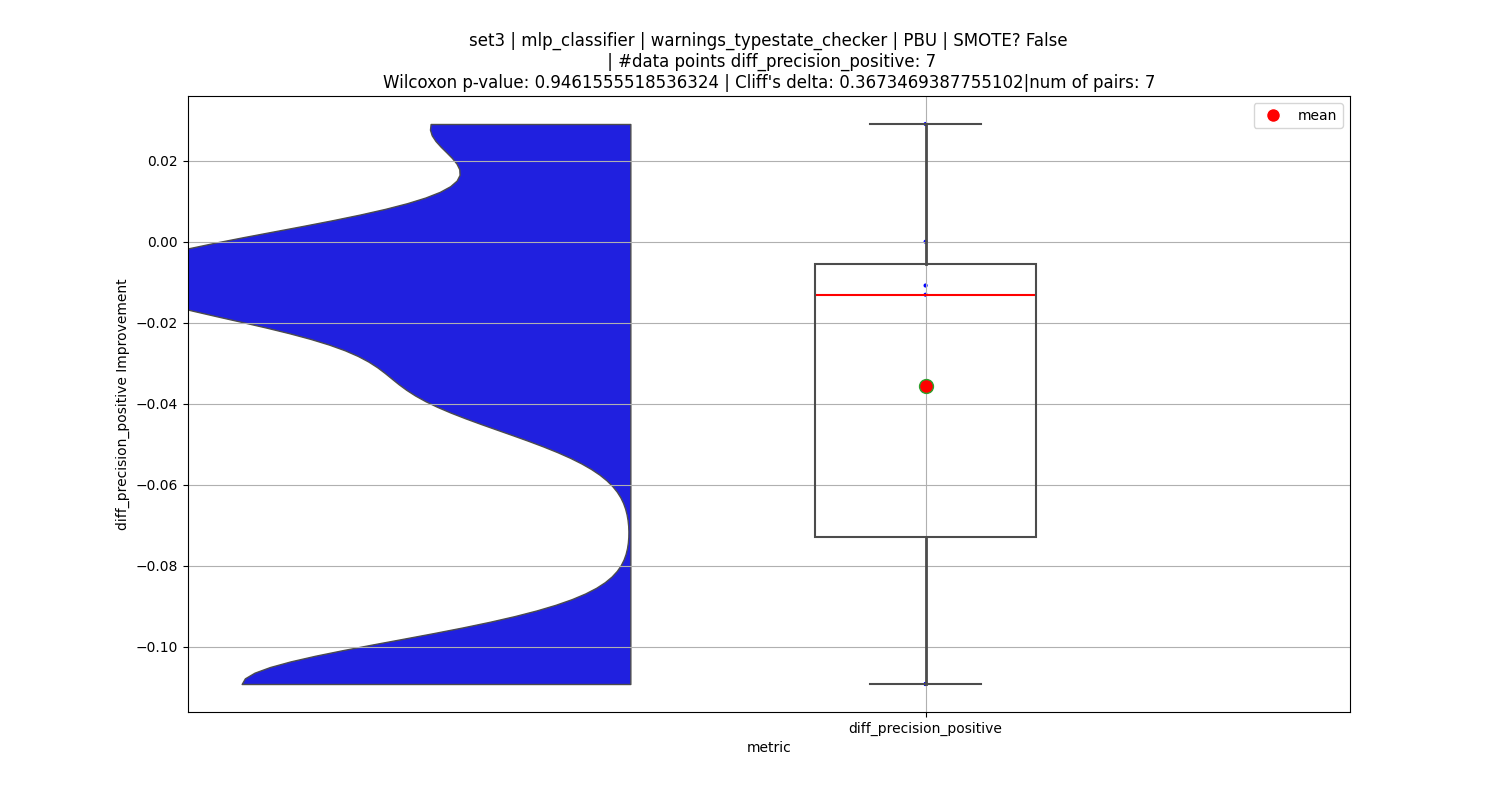 set3 | mlp_classifier | warnings_typestate_checker | PBU | SMOTE? False
| #data points diff_precision_positive: 7
Wilcoxon p-value: 0.9461555518536324 | Cliff's delta: 0.3673469387755102|num of pairs: 7
mean
0.02
0.00
−0.02
−0.04
−0.06
−0.08
−0.10
diff_precision_positive Improvement
diff_precision_positive
metric